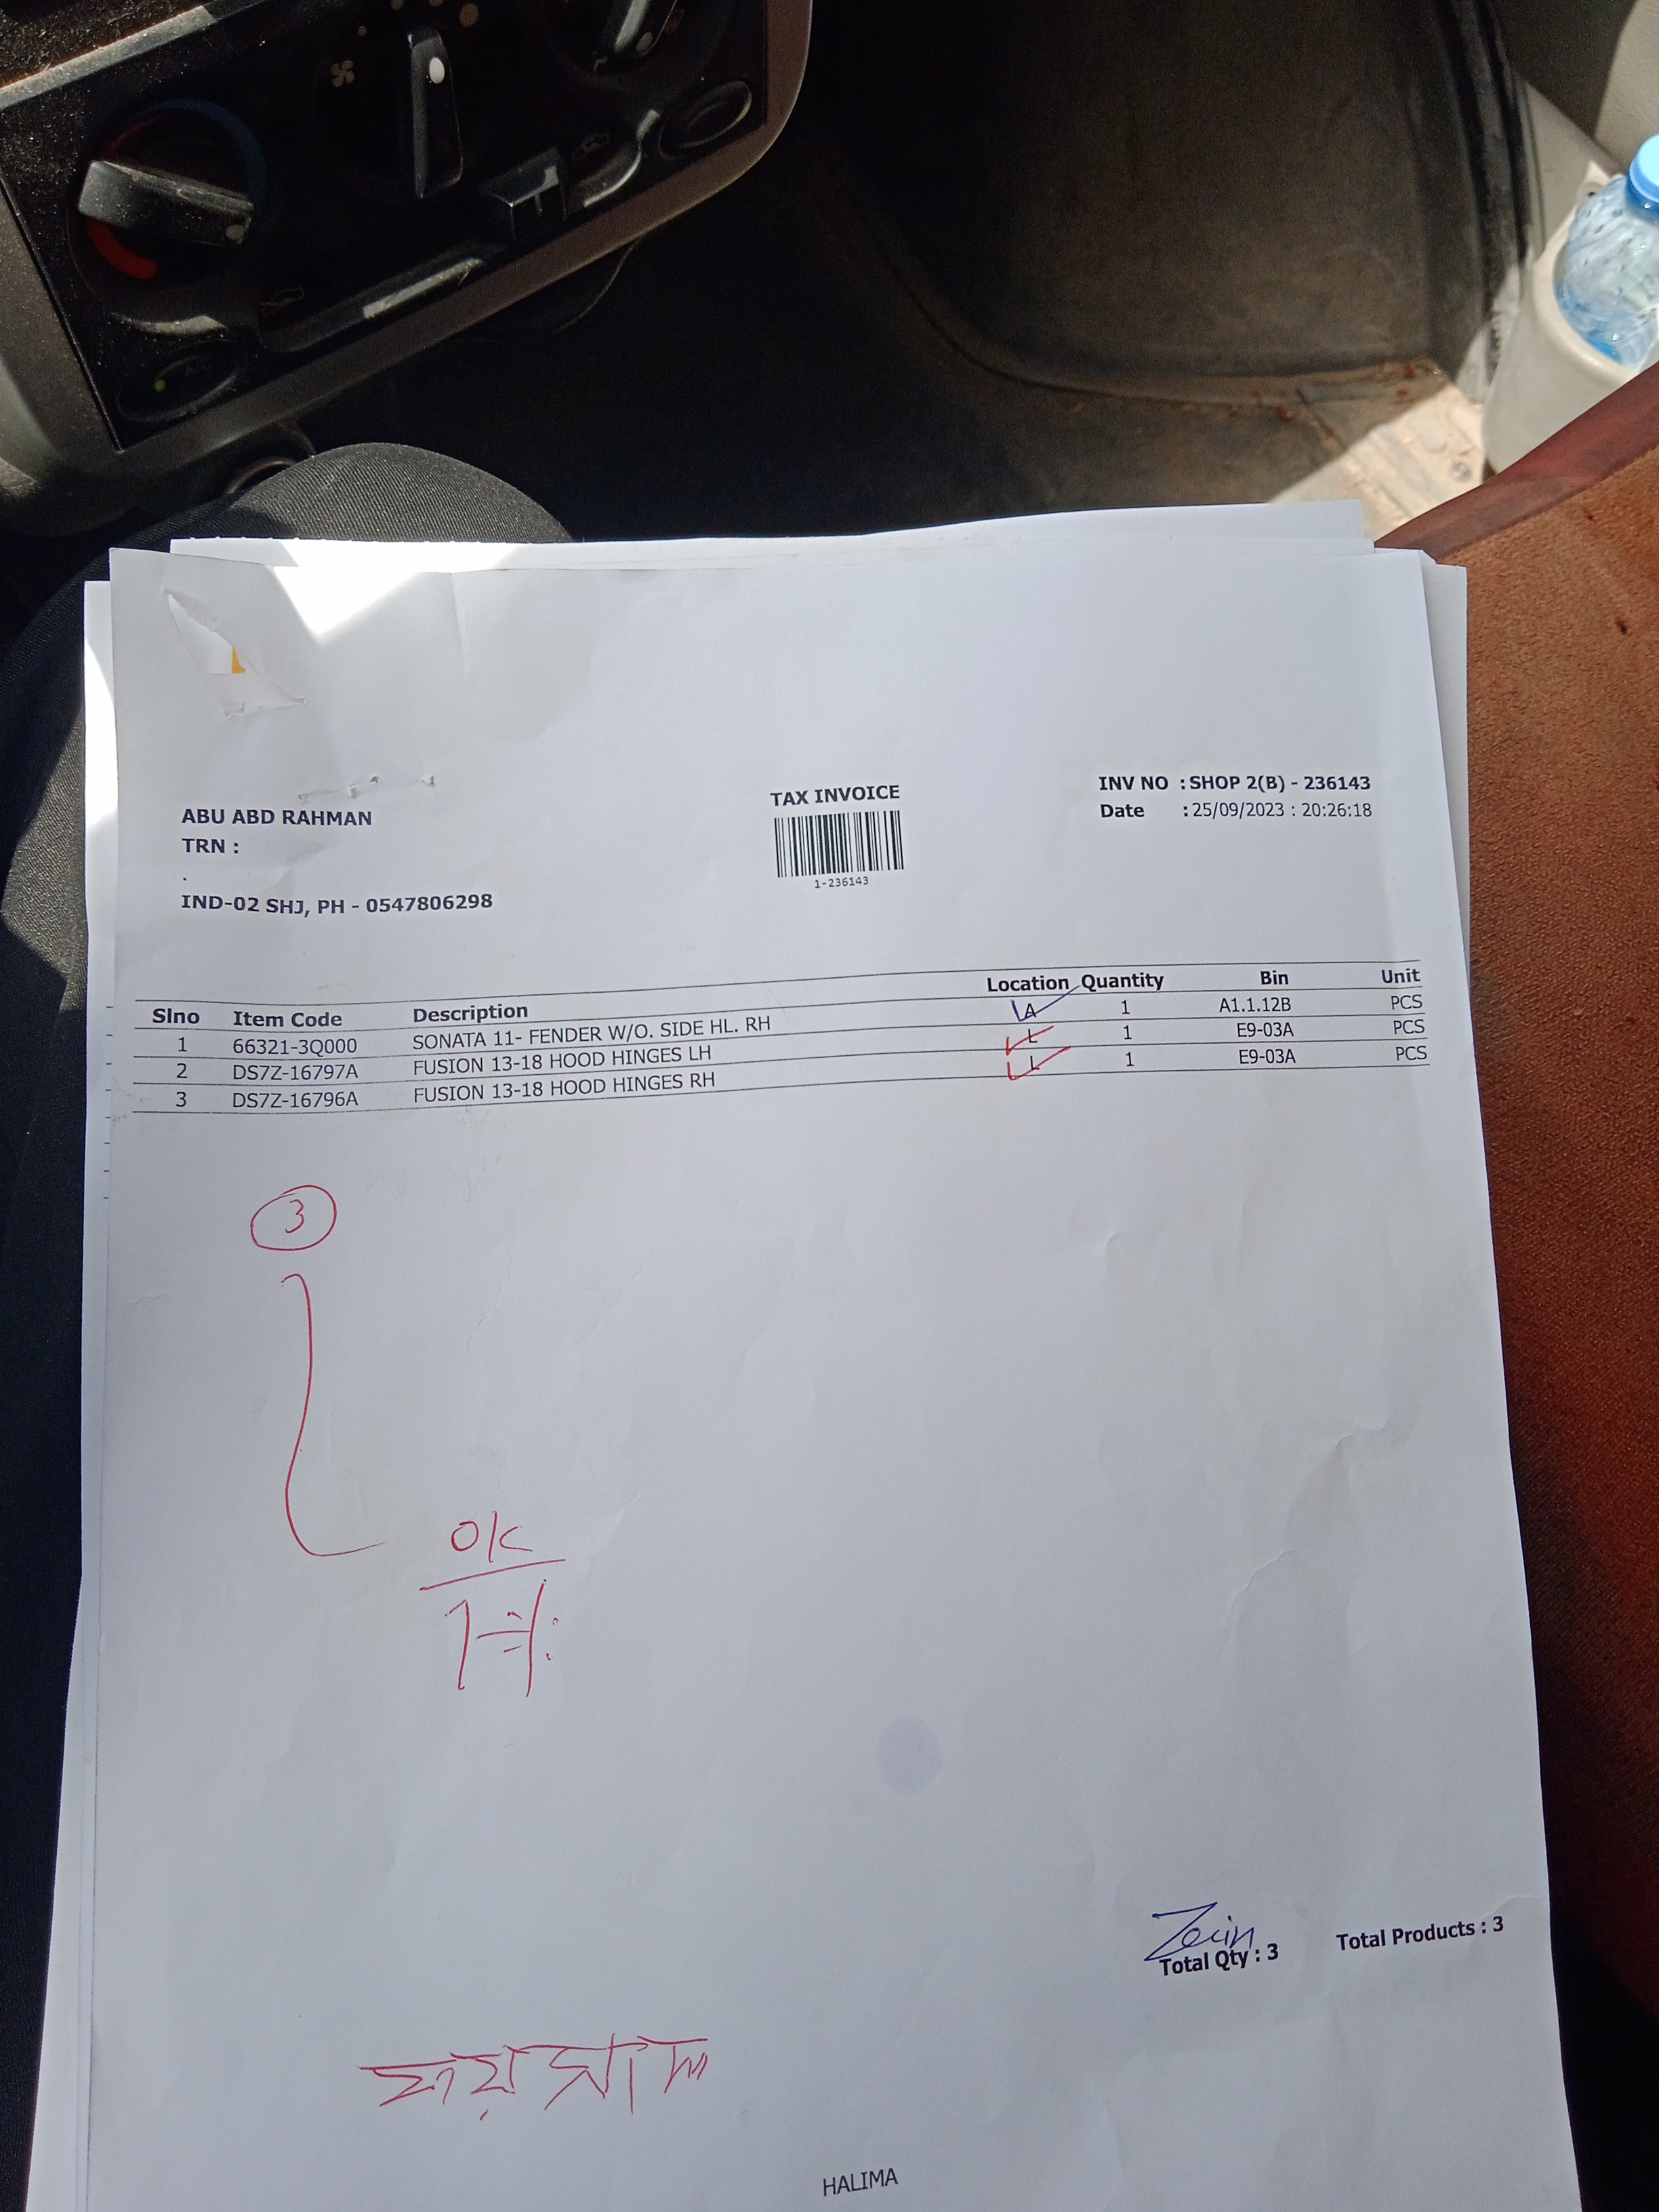 TAX INVOICE
INV NO : SHOP 2(B) - 236143
ABU ABD RAHMAN
Date : 25/09/2023 : 20:26:18
TRN :
.
1-236143
IND-02 SHJ, PH - 0547806298
Slno Item Code Description Location Quantity Bin Unit
1 66321-3Q000 SONATA 11- FENDER W/O. SIDE HL. RH A 1 A1.1.12B PCS
2 DS7Z-16797A FUSION 13-18 HOOD HINGES LH L 1 E9-03A PCS
3 DS7Z-16796A FUSION 13-18 HOOD HINGES RH L 1 E9-03A PCS
3
OK
Total Qty : 3 Total Products : 3
HALIMA